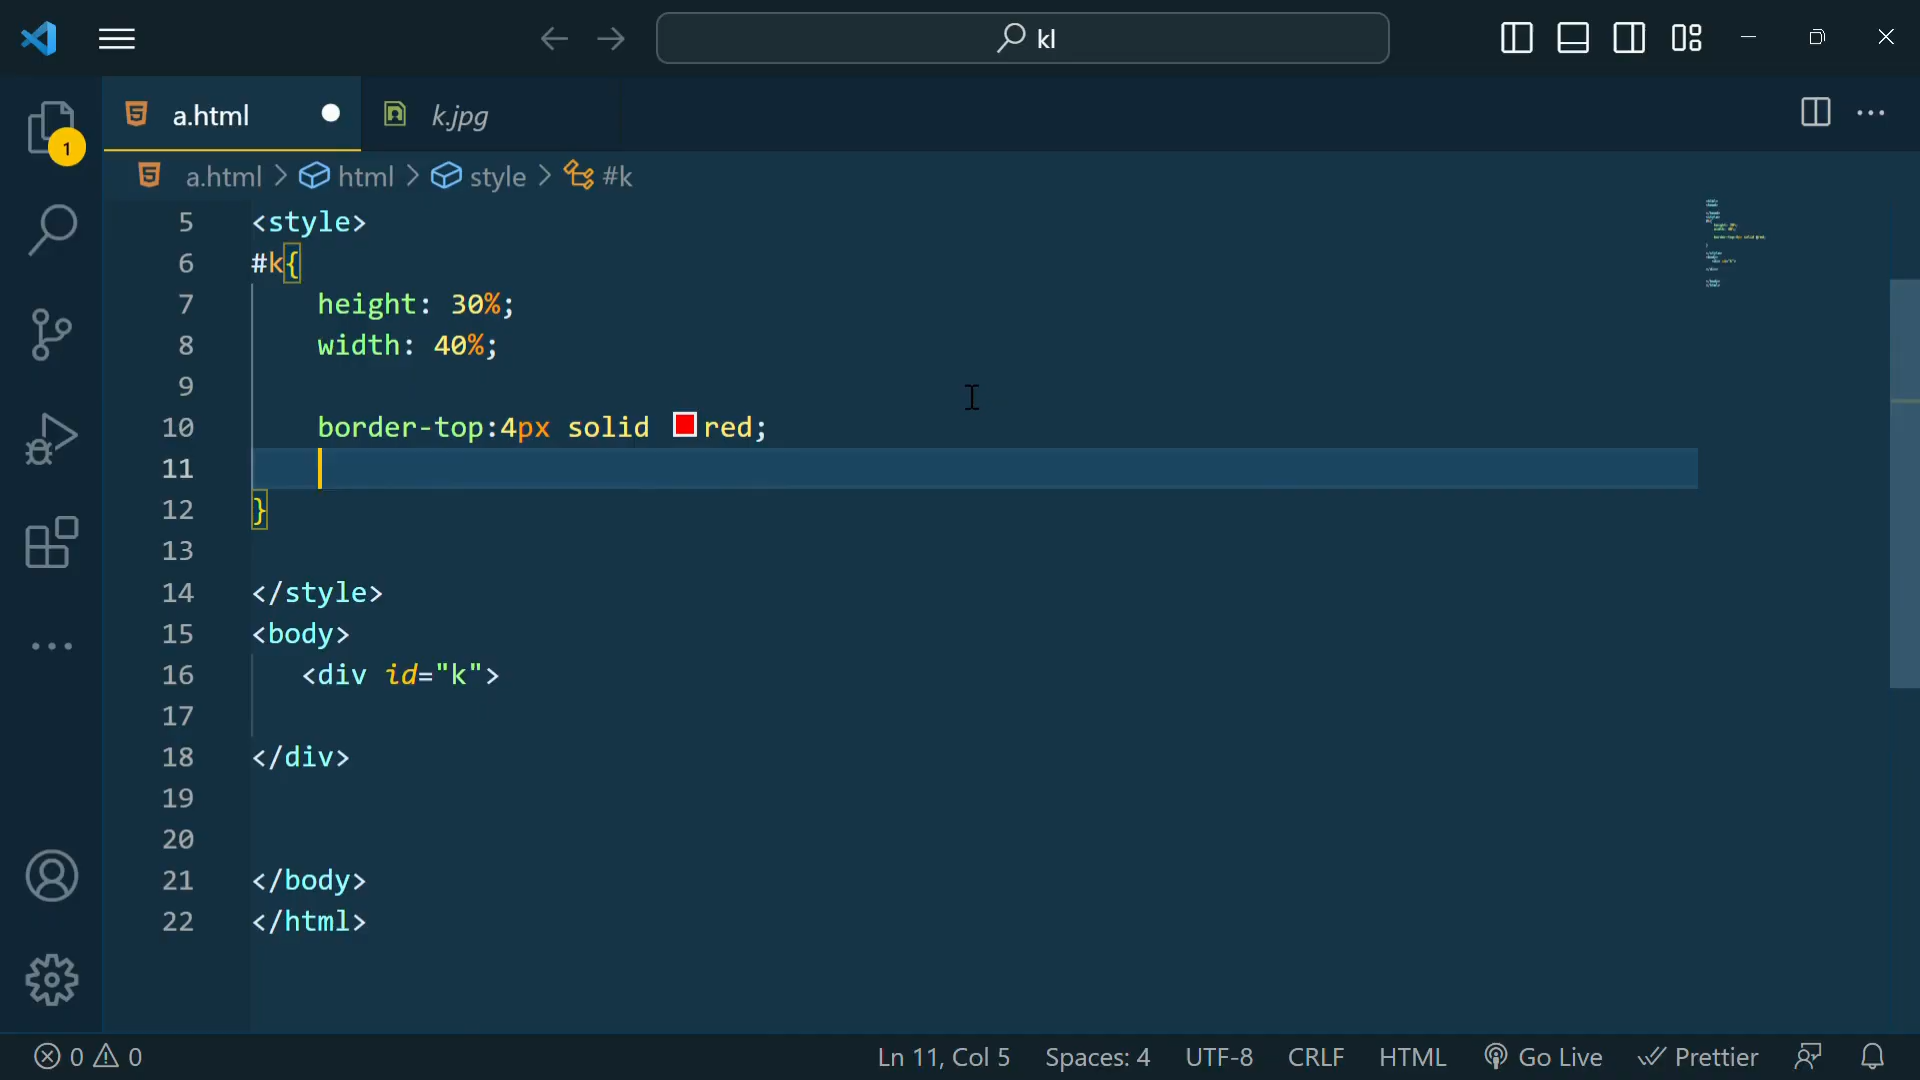 kl
a.html
k.jpg
1
a.html > html > style > #k
5 <style>
6 #k{
7 height: 30%;
8 width: 40%;
9
10 border-top:4px solid red;
11
12 }
13
14 </style>
15 <body>
16 <div id="k">
17
18 </div>
19
20
21 </body>
22 </html>
0 0 Ln 11, Col 5 Spaces: 4 UTF-8 CRLF HTML Go Live Prettier